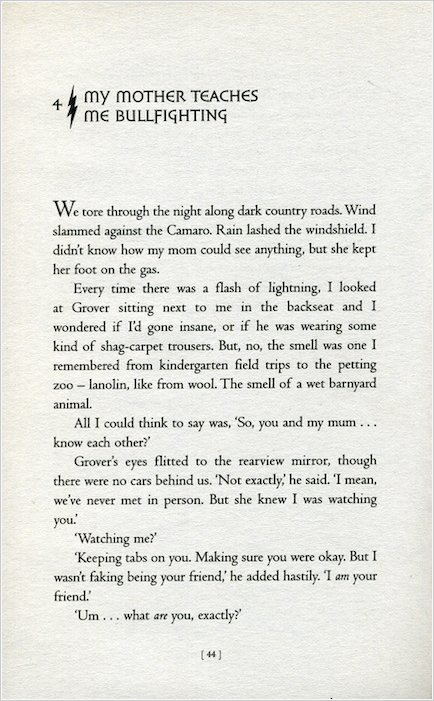 4 MY MOTHER TEACHES
ME BULLFIGHTING
We tore through the night along dark country roads. Wind
slammed against the Camaro. Rain lashed the windshield. I
didn't know how my mom could see anything, but she kept
her foot on the gas.
Every time there was a flash of lightning, I looked
at Grover sitting next to me in the backseat and I
wondered if I'd gone insane, or if he was wearing some
kind of shag-carpet trousers. But, no, the smell was one I
remembered from kindergarten field trips to the petting
zoo – lanolin, like from wool. The smell of a wet barnyard
animal.
All I could think to say was, 'So, you and my mum . . .
know each other?'
Grover's eyes flitted to the rearview mirror, though
there were no cars behind us. 'Not exactly,' he said. 'I mean,
we've never met in person. But she knew I was watching
you.'
'Watching me?'
'Keeping tabs on you. Making sure you were okay. But I
wasn't faking being your friend,' he added hastily. 'I am your
friend.'
'Um . . . what are you, exactly?'
[ 44 ]